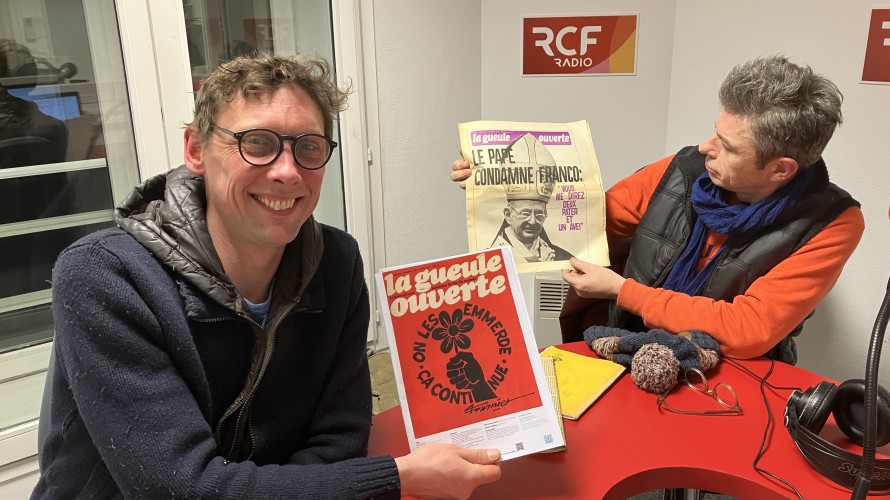 RCF
RADIO
la gueule ouverte
LE PAPE
CONDAMNE FRANCO:
"VOUS
ME DIREZ
DEUX
PATER
ET UN AVE!"
la gueule
ouverte
ON LES EMMERDE
ÇA CONTINUE
RC